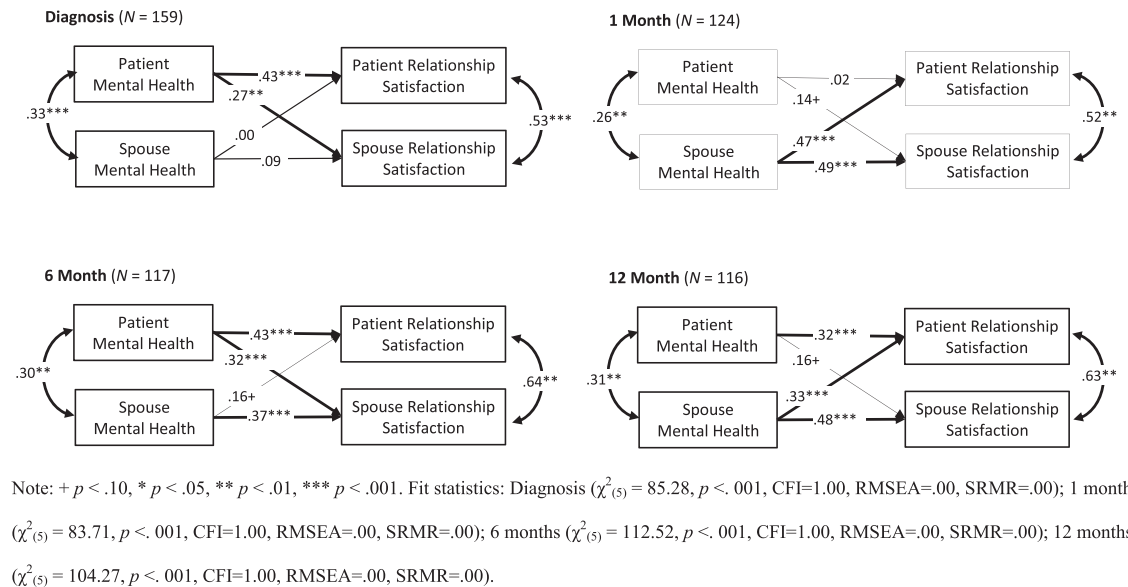 Diagnosis (N = 159)
Patient
Mental Health
Spouse
Mental Health
Patient Relationship
Satisfaction
Spouse Relationship
Satisfaction
.33***
.43***
.27**
.00
.09
.53***
1 Month (N = 124)
Patient
Mental Health
Spouse
Mental Health
Patient Relationship
Satisfaction
Spouse Relationship
Satisfaction
.26**
.02
.14+
.47***
.49***
.52**
6 Month (N = 117)
Patient
Mental Health
Spouse
Mental Health
Patient Relationship
Satisfaction
Spouse Relationship
Satisfaction
.30**
.43***
.32***
.16+
.37***
.64**
12 Month (N = 116)
Patient
Mental Health
Spouse
Mental Health
Patient Relationship
Satisfaction
Spouse Relationship
Satisfaction
.31**
.32***
.16+
.33***
.48***
.63**
Note: + p < .10, * p < .05, ** p < .01, *** p < .001. Fit statistics: Diagnosis (χ²(5) = 85.28, p <. 001, CFI=1.00, RMSEA=.00, SRMR=.00); 1 month
(χ²(5) = 83.71, p <. 001, CFI=1.00, RMSEA=.00, SRMR=.00); 6 months (χ²(5) = 112.52, p <. 001, CFI=1.00, RMSEA=.00, SRMR=.00); 12 months
(χ²(5) = 104.27, p <. 001, CFI=1.00, RMSEA=.00, SRMR=.00).